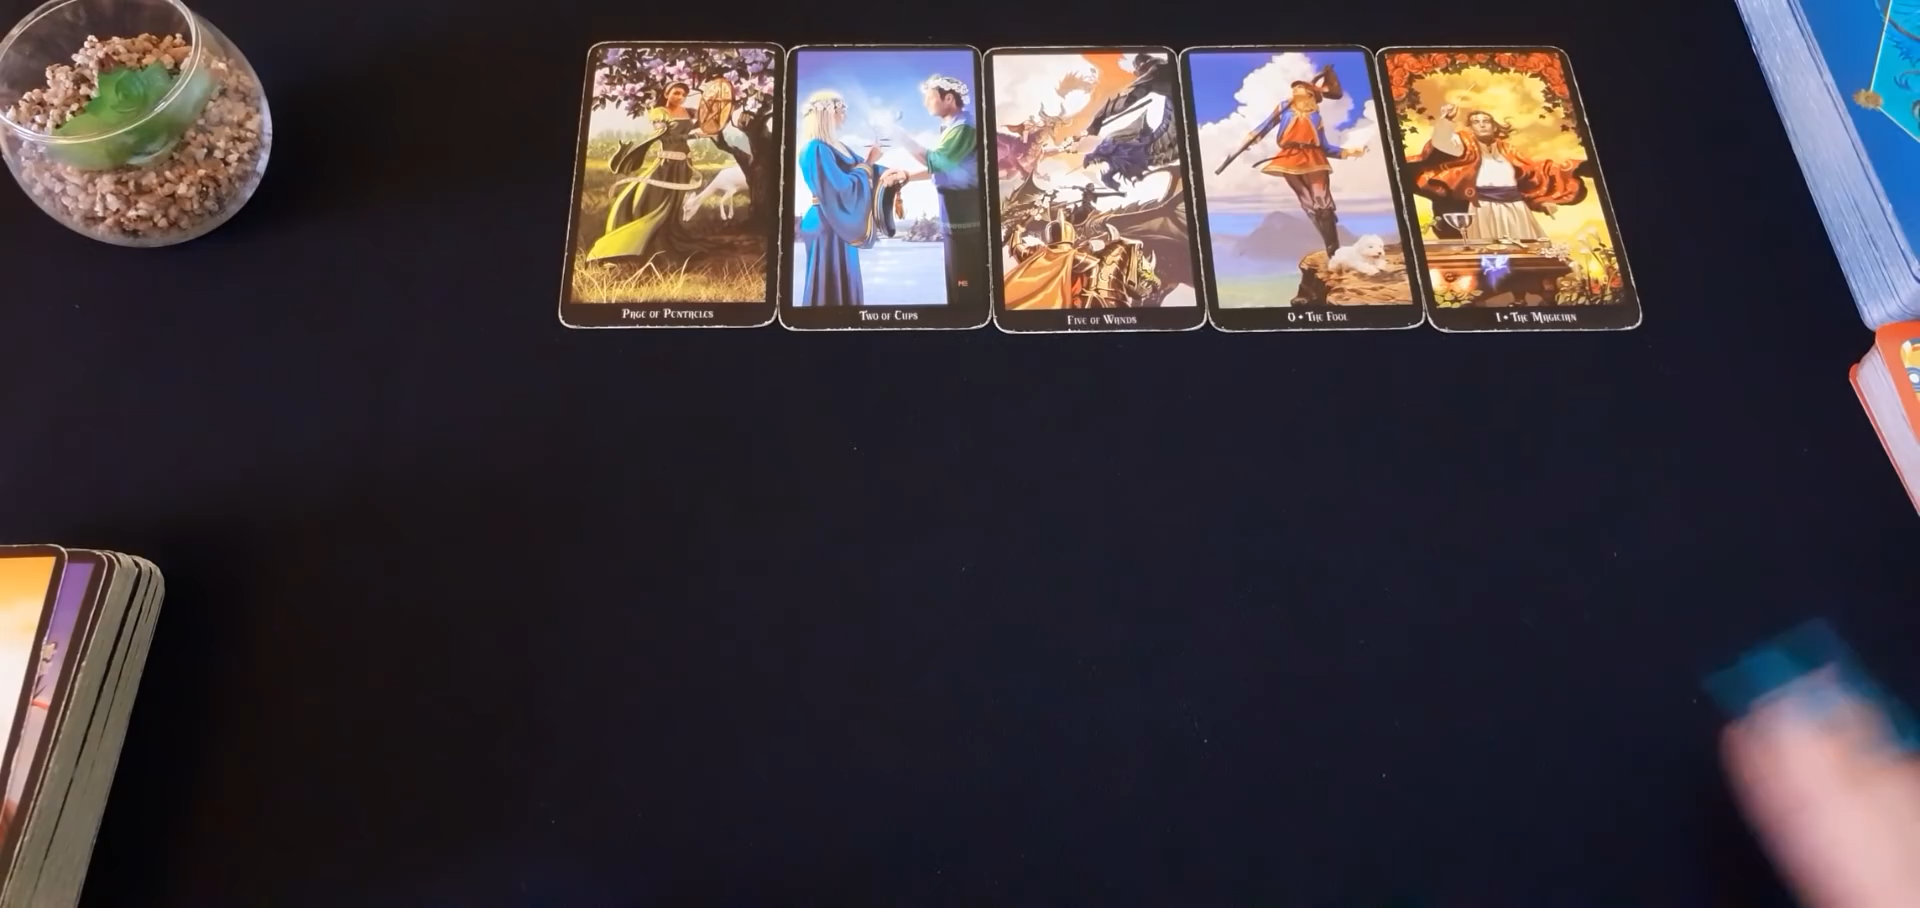 PAGE OF PENTACLES
TWO OF CUPS
FIVE OF WANDS
0 • THE FOOL
I • THE MAGICIAN